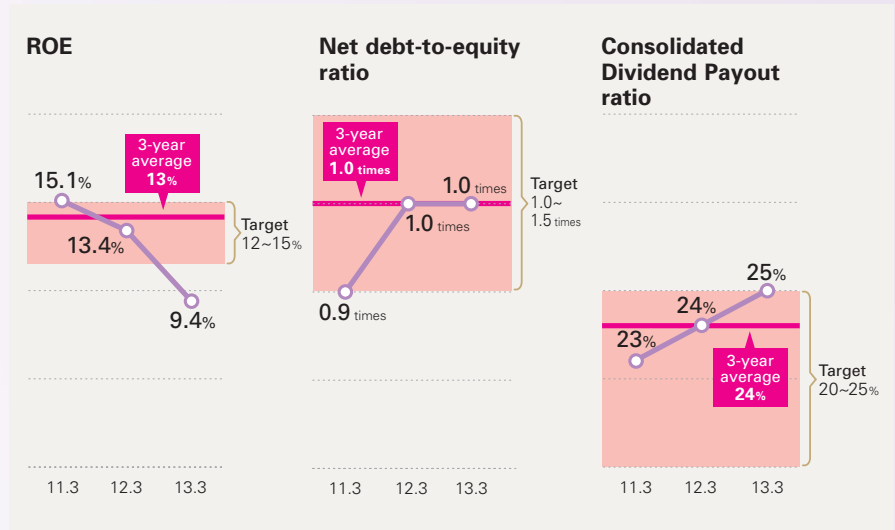 ROE
3-year
average
13%
15.1%
13.4%
9.4%
Target
12~15%
11.3
12.3
13.3
Net debt-to-equity
ratio
3-year
average
1.0 times
1.0 times
1.0 times
0.9 times
Target
1.0~
1.5 times
11.3
12.3
13.3
Consolidated
Dividend Payout
ratio
25%
24%
23%
3-year
average
24%
Target
20~25%
11.3
12.3
13.3